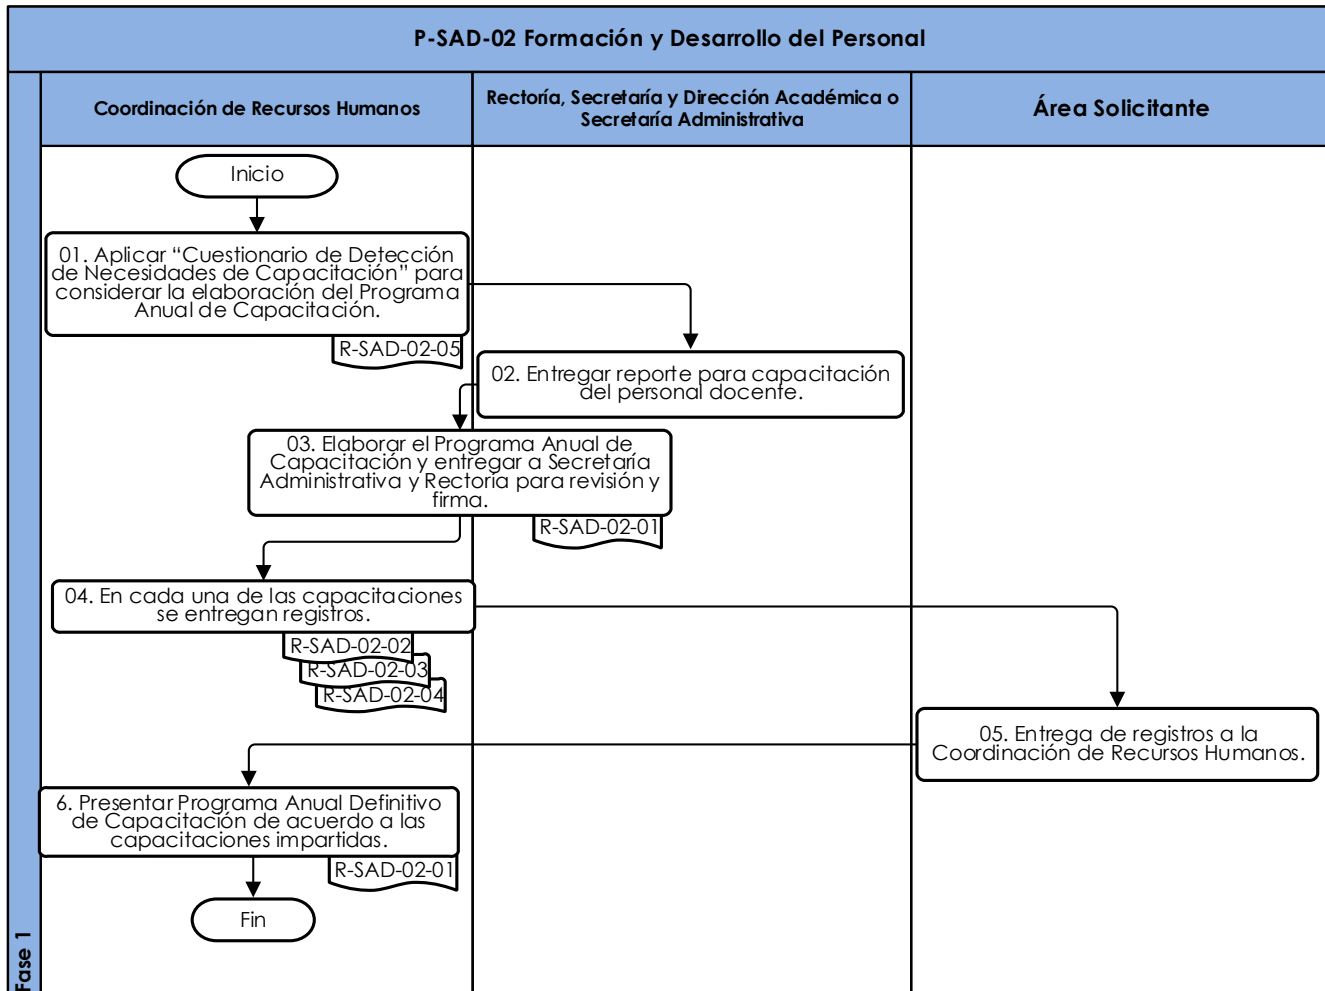 P-SAD-02 Formación y Desarrollo del Personal
Coordinación de Recursos Humanos
Rectoría, Secretaría y Dirección Académica o
Secretaría Administrativa
Área Solicitante
Inicio
01. Aplicar “Cuestionario de Detección
de Necesidades de Capacitación” para
considerar la elaboración del Programa
Anual de Capacitación.
R-SAD-02-05
02. Entregar reporte para capacitación
del personal docente.
03. Elaborar el Programa Anual de
Capacitación y entregar a Secretaría
Administrativa y Rectoría para revisión y
firma.
R-SAD-02-01
04. En cada una de las capacitaciones
se entregan registros.
R-SAD-02-02
R-SAD-02-03
R-SAD-02-04
05. Entrega de registros a la
Coordinación de Recursos Humanos.
6. Presentar Programa Anual Definitivo
de Capacitación de acuerdo a las
capacitaciones impartidas.
R-SAD-02-01
Fin
Fase 1